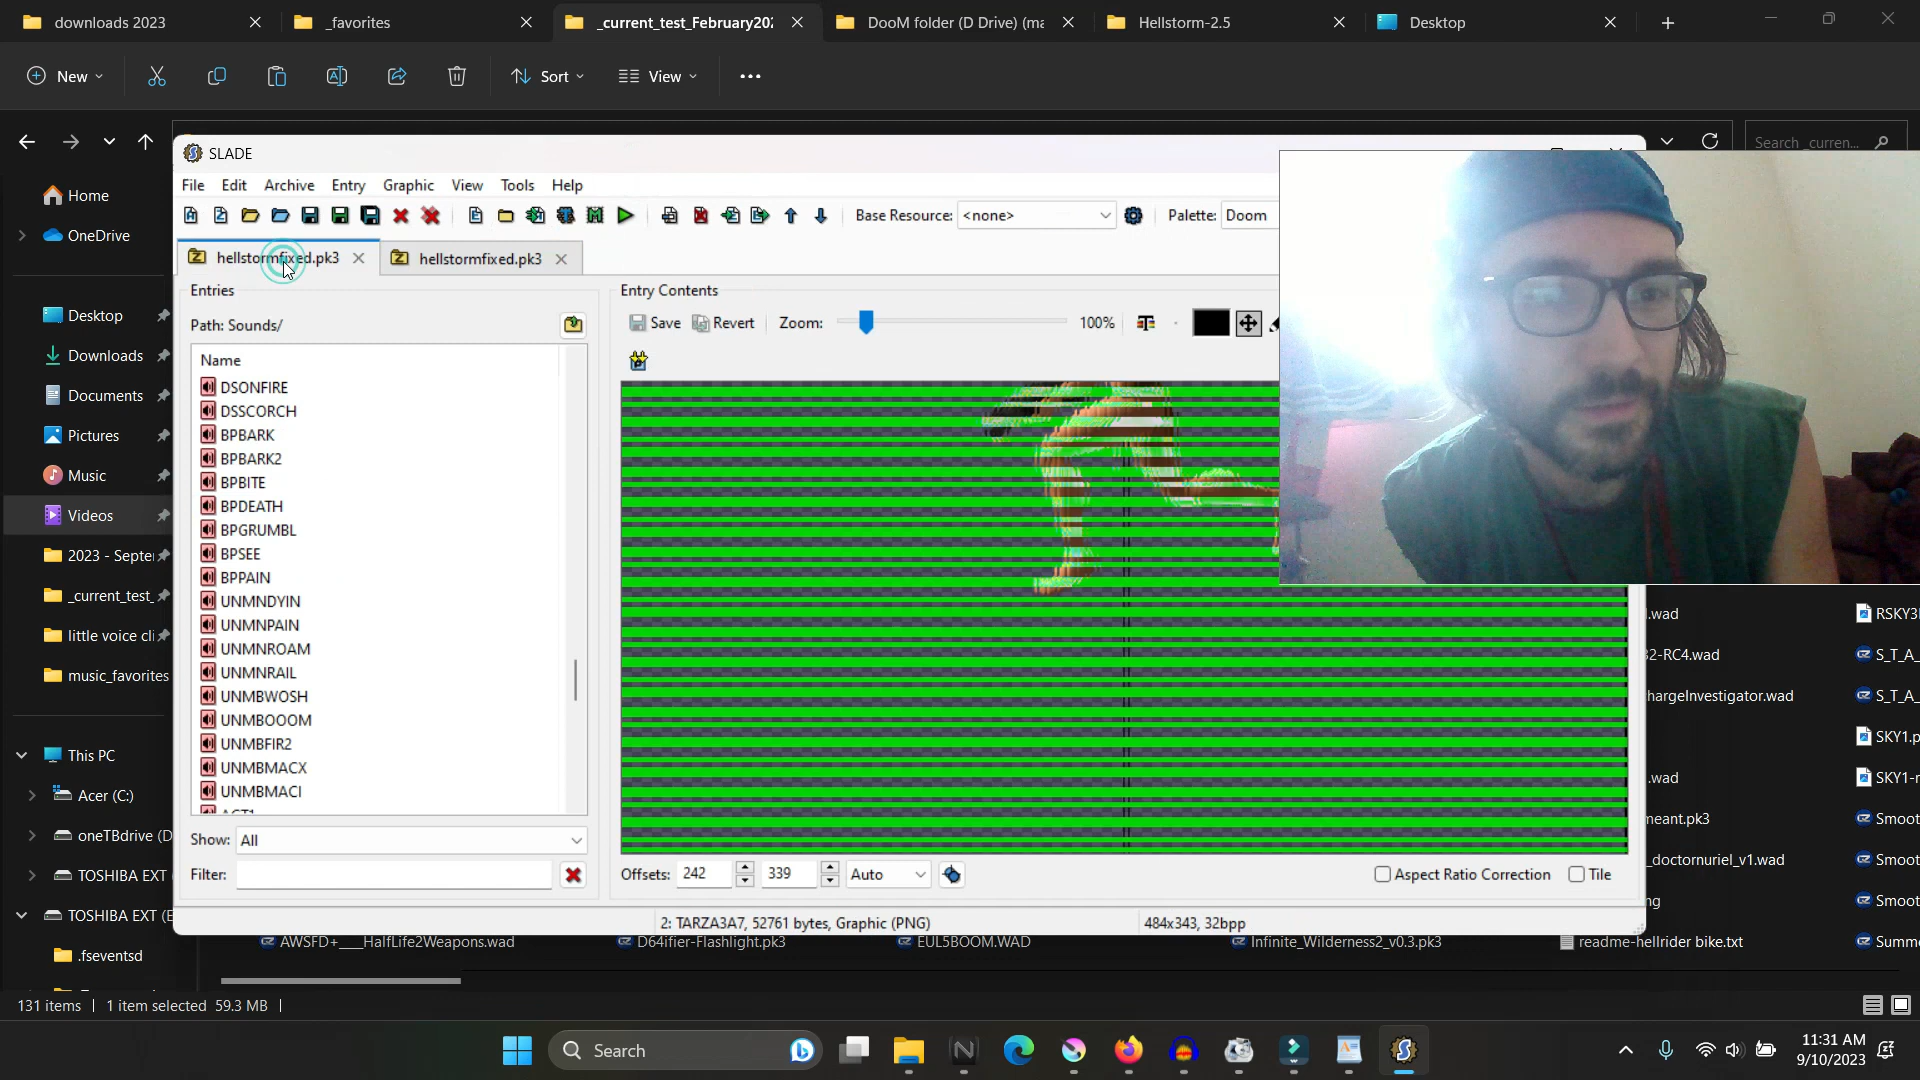 downloads 2023
_favorites
_current_test_February202
DooM folder (D Drive) (ma
Hellstorm-2.5
Desktop
New
Sort
View
Search _curren...
SLADE
File Edit Archive Entry Graphic View Tools Help
Base Resource: <none>
Palette: Doom
hellstormfixed.pk3
hellstormfixed.pk3
Entries
Path: Sounds/
Name
DSONFIRE
DSSCORCH
BPBARK
BPBARK2
BPBITE
BPDEATH
BPGRUMBL
BPSEE
BPPAIN
UNMNDYIN
UNMNPAIN
UNMNROAM
UNMNRAIL
UNMBWOSH
UNMBOOOM
UNMBFIR2
UNMBMACX
UNMBMACI
Show: All
Filter:
Entry Contents
Save Revert Zoom: 100%
Offsets: 242 339 Auto
Aspect Ratio Correction Tile
2: TARZA3A7, 52761 bytes, Graphic (PNG)
484x343, 32bpp
Home
OneDrive
Desktop
Downloads
Documents
Pictures
Music
Videos
2023 - Septe
_current_test_
little voice cli
music_favorites
This PC
Acer (C:)
oneTBdrive (D
TOSHIBA EXT
TOSHIBA EXT (E
.fseventsd
.wad
RSKY3
32-RC4.wad
S_T_A_
hargeInvestigator.wad
S_T_A_
SKY1.p
.wad
SKY1-r
neant.pk3
Smoot
_doctornuriel_v1.wad
Smoot
ng
Smoot
AWSFD+___HalfLife2Weapons.wad
D64ifier-Flashlight.pk3
EUL5BOOM.WAD
Infinite_Wilderness2_v0.3.pk3
readme-hellrider bike.txt
Summe
131 items
1 item selected 59.3 MB
Search
11:31 AM
9/10/2023